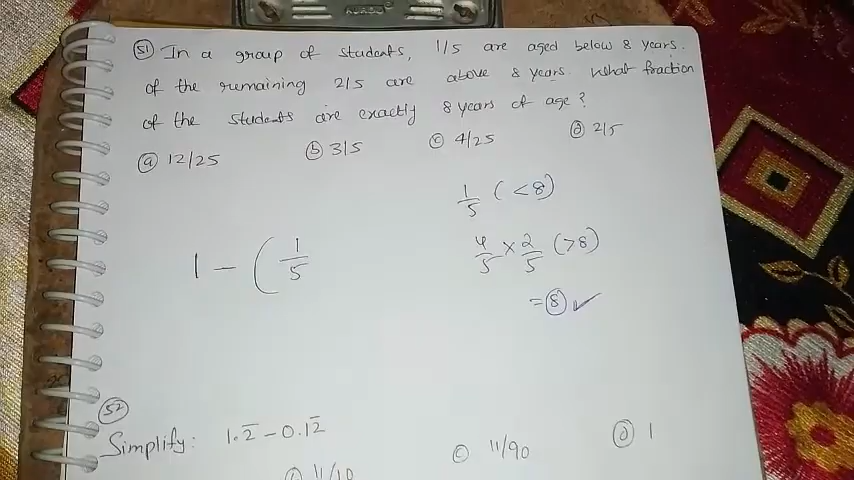 51 In a group of students, 1/5 are aged below 8 years.
of the remaining 2/5 are above 8 years. What fraction
of the students are exactly 8 years of age?
a 12/25 b 3/5 c 4/25 d 2/5
1/5 (<8)
4/5 × 2/5 (>8)
1 - ( 1/5
= 8 ✓
52
Simplify: 1.2̅ - 0.12̅
11/10 c 11/90 d 1